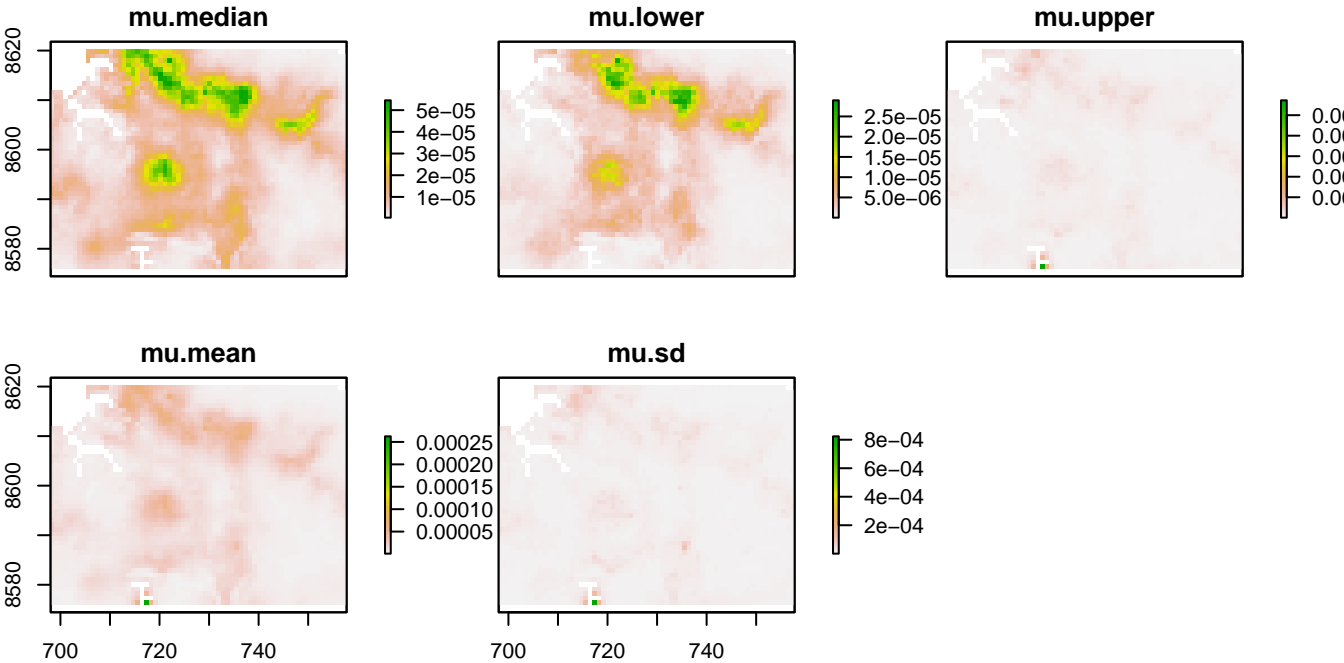 mu.median
mu.lower
mu.upper
8620
8600
8580
5e−05
4e−05
3e−05
2e−05
1e−05
2.5e−05
2.0e−05
1.5e−05
1.0e−05
5.0e−06
mu.mean
mu.sd
8620
8600
8580
0.00025
0.00020
0.00015
0.00010
0.00005
8e−04
6e−04
4e−04
2e−04
700 720 740
700 720 740